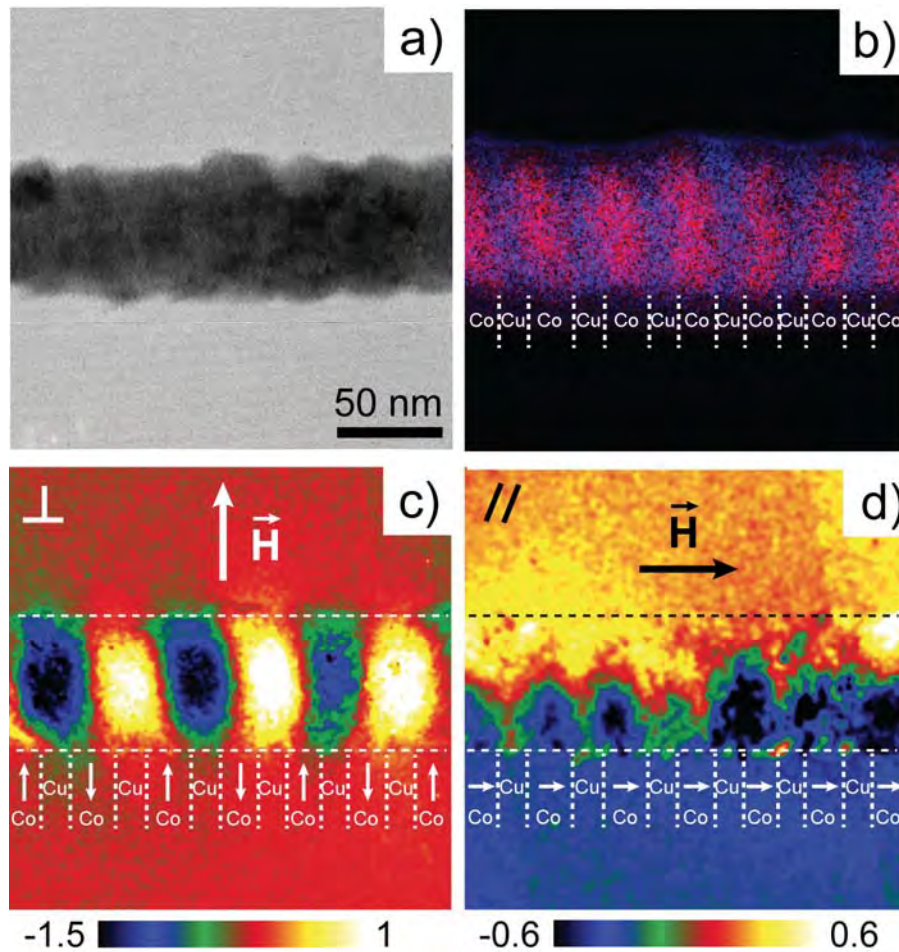 a)
50 nm
b)
Co Cu Co Cu Co Cu Co Cu Co Cu Co Cu Co
⊥
H
c)
Cu Cu Cu Cu Cu Cu
Co Co Co Co Co Co Co
-1.5 1
//
H
d)
Cu Cu Cu Cu Cu Cu
Co Co Co Co Co Co Co
-0.6 0.6